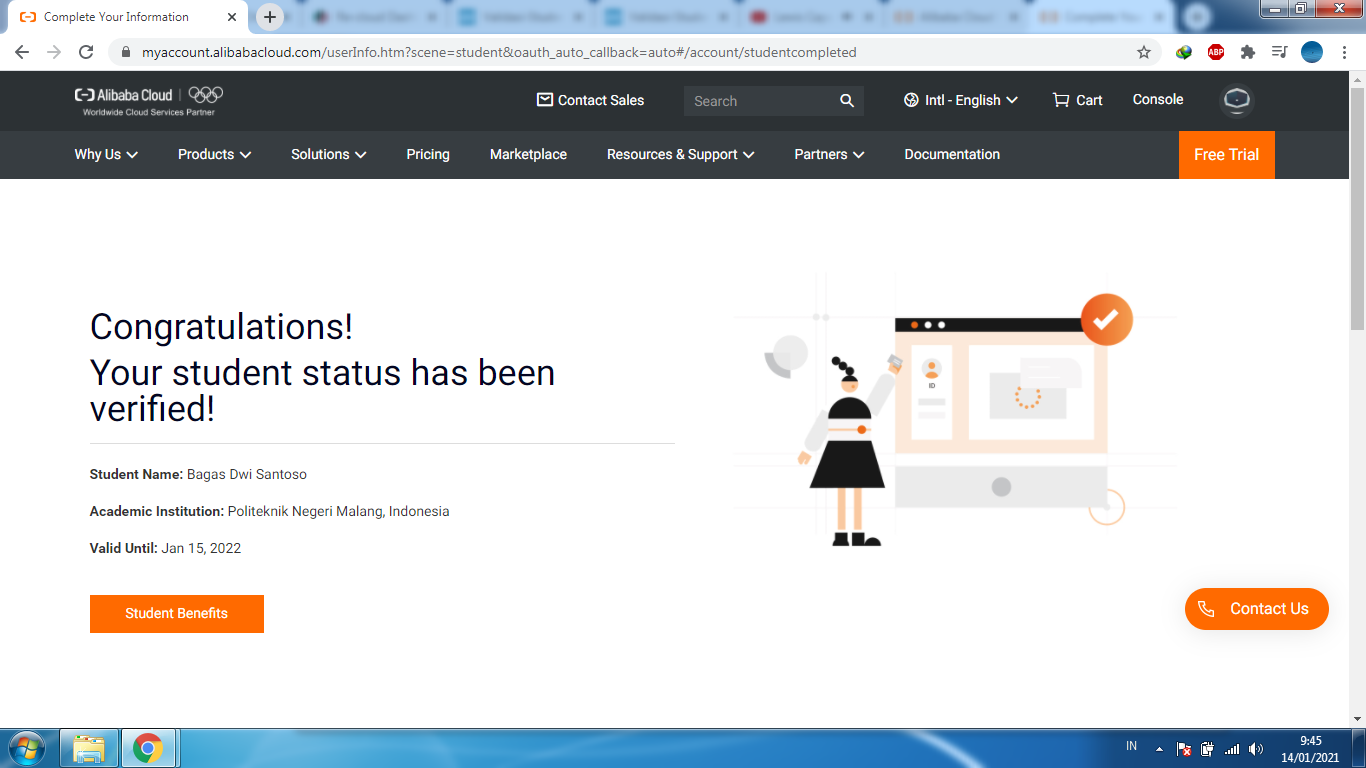 Complete Your Information
myaccount.alibabacloud.com/userInfo.htm?scene=student&oauth_auto_callback=auto#/account/studentcompleted
ABP
Alibaba Cloud
Worldwide Cloud Services Partner
Contact Sales
Search
Intl - English
Cart
Console
Why Us
Products
Solutions
Pricing
Marketplace
Resources & Support
Partners
Documentation
Free Trial
Congratulations!
Your student status has been
verified!
ID
Student Name: Bagas Dwi Santoso
Academic Institution: Politeknik Negeri Malang, Indonesia
Valid Until: Jan 15, 2022
Student Benefits
Contact Us
IN
9:45
14/01/2021